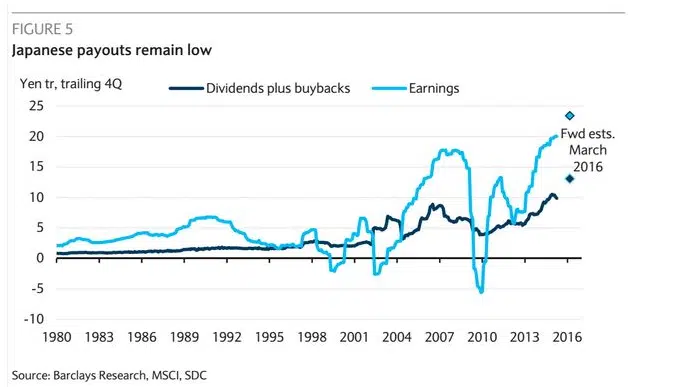 FIGURE 5
Japanese payouts remain low
Yen tr, trailing 4Q
Dividends plus buybacks
Earnings
25
20
15
10
5
0
-5
-10
Fwd ests.
March
2016
1980 1983 1986 1989 1992 1995 1998 2001 2004 2007 2010 2013 2016
Source: Barclays Research, MSCI, SDC